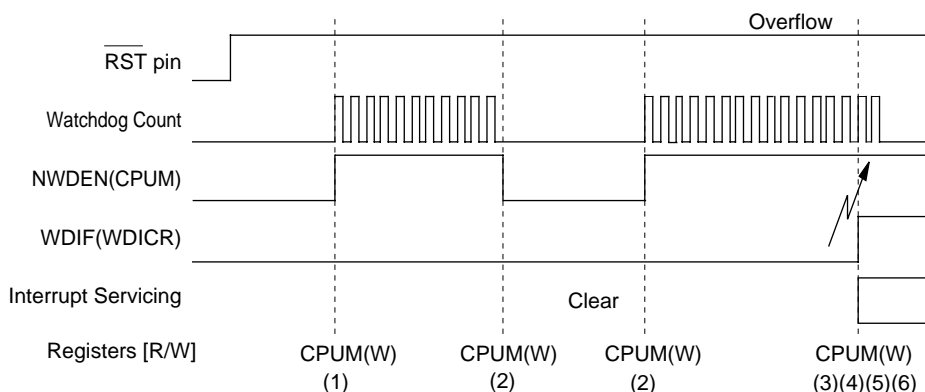 Overflow
RST pin
Watchdog Count
NWDEN(CPUM)
WDIF(WDICR)
Interrupt Servicing
Clear
Registers [R/W]
CPUM(W) CPUM(W) CPUM(W) CPUM(W)
(1) (2) (2) (3)(4)(5)(6)